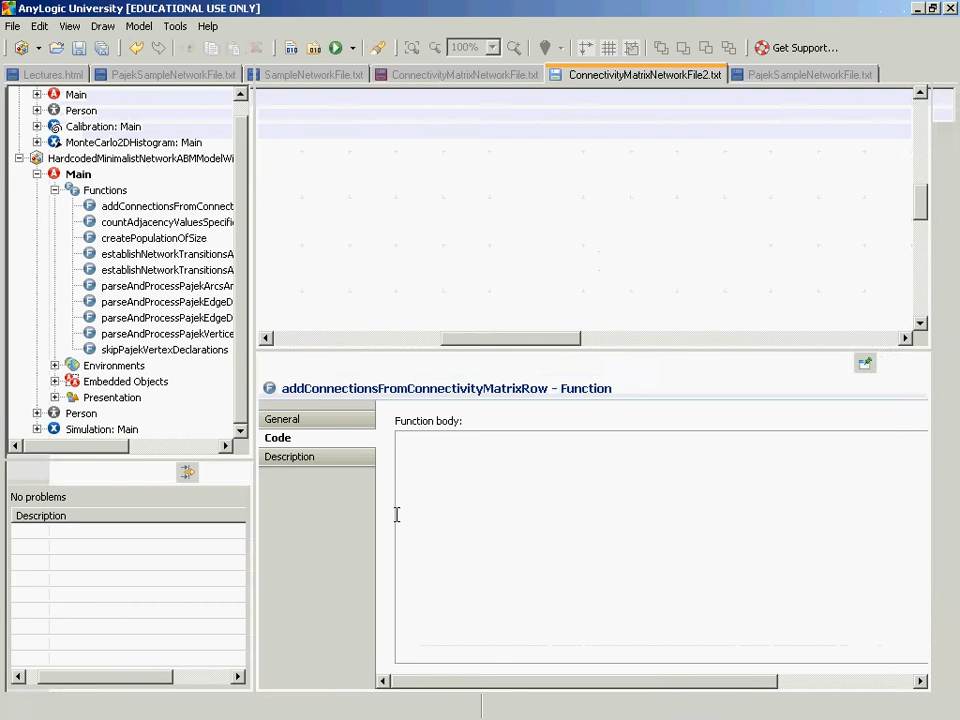 AnyLogic University [EDUCATIONAL USE ONLY]
File Edit View Draw Model Tools Help
100% Get Support...
Lectures.html PajekSampleNetworkFile.txt SampleNetworkFile.txt ConnectivityMatrixNetworkFile.txt ConnectivityMatrixNetworkFile2.txt PajekSampleNetworkFile.txt
Main
Person
Calibration: Main
MonteCarlo2DHistogram: Main
HardcodedMinimalistNetworkABMModelWi
Main
Functions
addConnectionsFromConnect
countAdjacencyValuesSpecifi
createPopulationOfSize
establishNetworkTransitionsA
establishNetworkTransitionsA
parseAndProcessPajekArcsAr
parseAndProcessPajekEdgeD
parseAndProcessPajekEdgeD
parseAndProcessPajekVertice
skipPajekVertexDeclarations
Environments
Embedded Objects
Presentation
Person
Simulation: Main
No problems
Description
addConnectionsFromConnectivityMatrixRow - Function
General
Code
Description
Function body: